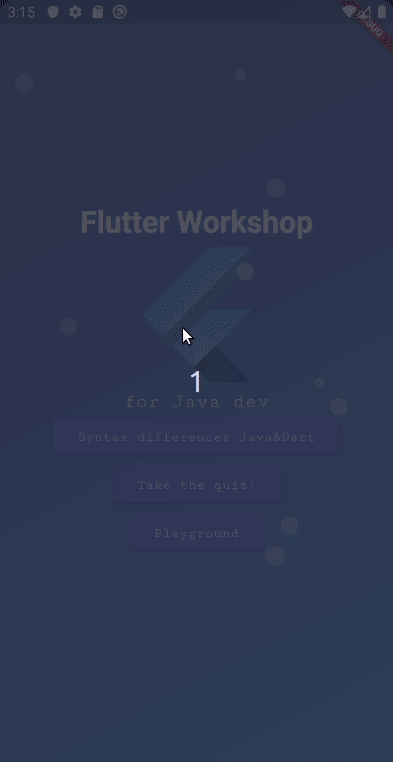 3:15
DEBUG
Flutter Workshop
1
for Java dev
Syntax differences Java&Dart
Take the quiz!
Playground